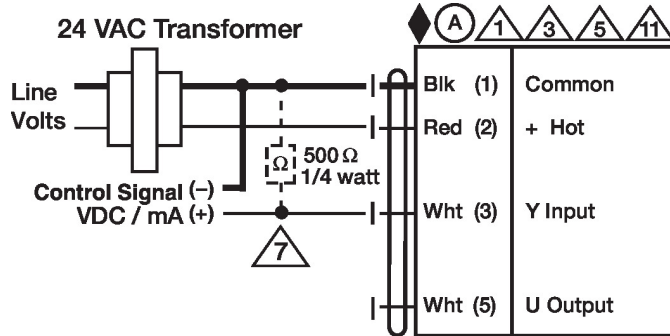 24 VAC Transformer
A 1 3 5 11
Line
Volts
Blk (1) Common
Red (2) + Hot
Ω 500 Ω
1/4 watt
Control Signal (–)
VDC / mA (+)
Wht (3) Y Input
7
Wht (5) U Output